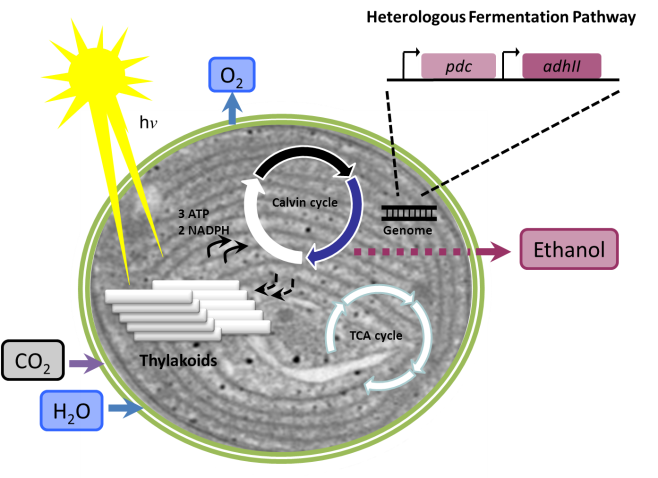 Heterologous Fermentation Pathway
pdc
adhII
O₂
hν
Calvin cycle
3 ATP
2 NADPH
Genome
Ethanol
TCA cycle
Thylakoids
CO₂
H₂O